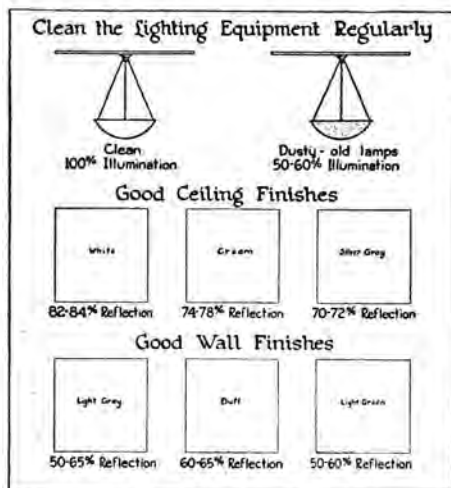 Clean the Lighting Equipment Regularly
Clean
100% Illumination
Dusty - old lamps
50-60% Illumination
Good Ceiling Finishes
White
Cream
Silver Grey
82-84% Reflection
74-78% Reflection
70-72% Reflection
Good Wall Finishes
Light Grey
Buff
Light Green
50-65% Reflection
60-65% Reflection
50-60% Reflection